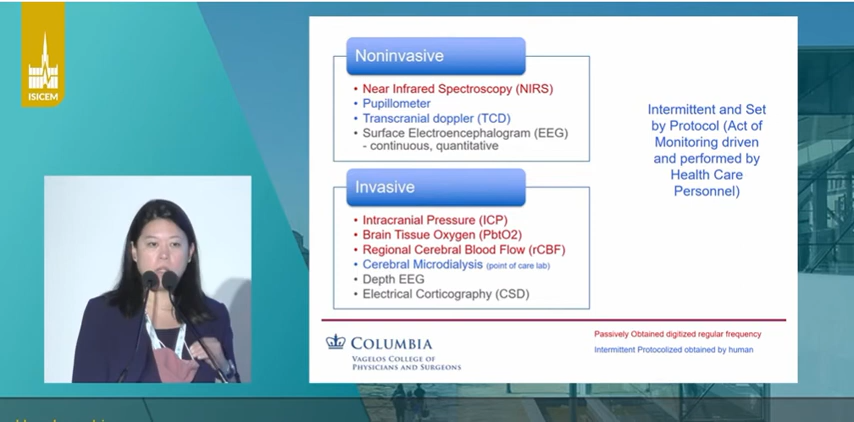 ISICEM
Noninvasive
• Near Infrared Spectroscopy (NIRS)
• Pupillometer
• Transcranial doppler (TCD)
• Surface Electroencephalogram (EEG)
- continuous, quantitative
Invasive
• Intracranial Pressure (ICP)
• Brain Tissue Oxygen (PbtO2)
• Regional Cerebral Blood Flow (rCBF)
• Cerebral Microdialysis (point of care lab)
• Depth EEG
• Electrical Corticography (CSD)
Intermittent and Set
by Protocol (Act of
Monitoring driven
and performed by
Health Care
Personnel)
COLUMBIA
VAGELOS COLLEGE OF
PHYSICIANS AND SURGEONS
Passively Obtained digitized regular frequency
Intermittent Protocolized obtained by human